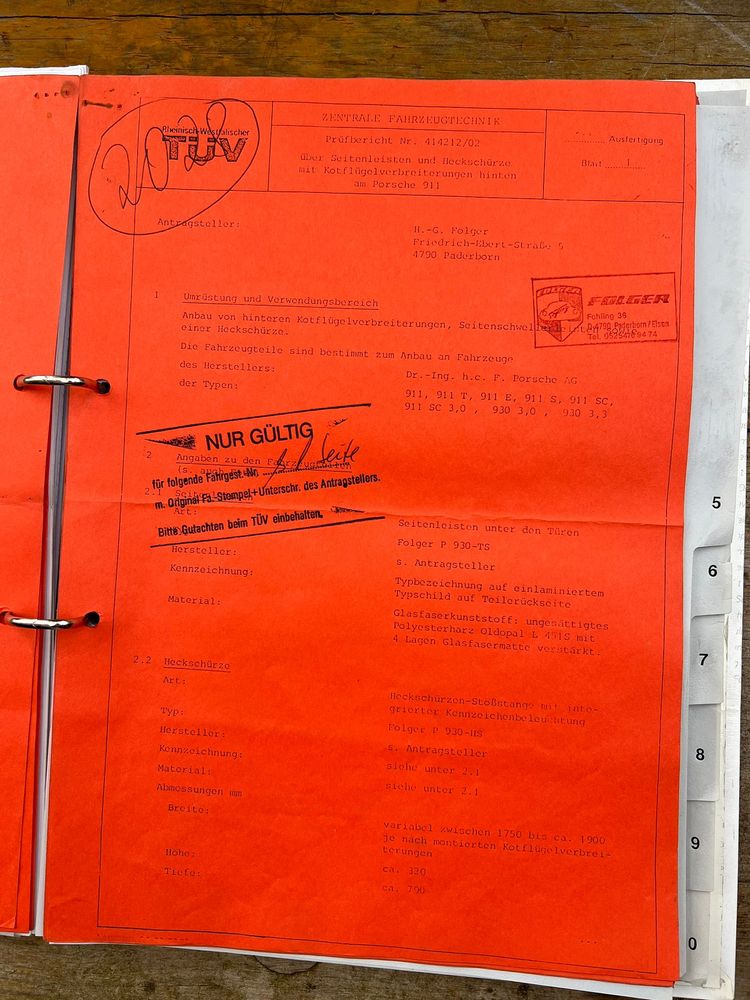 Rheinisch-Westfälischer
TÜV
ZENTRALE FAHRZEUGTECHNIK
Prüfbericht Nr. 414212/02
über Seitenleisten und Heckschürze
mit Kotflügelverbreiterungen hinten
am Porsche 911
Ausfertigung
Blatt 1
Antragsteller:
H.-G. Folger
Friedrich-Ebert-Straße 5
4790 Paderborn
FOLGER
Fohling 36
D-4790 Paderborn / Elsen
1 Umrüstung und Verwendungsbereich
Anbau von hinteren Kotflügelverbreiterungen, Seitenschwellerleisten sowie
einer Heckschürze.
Die Fahrzeugteile sind bestimmt zum Anbau an Fahrzeuge
des Herstellers: Dr.-Ing. h.c. F. Porsche AG
der Typen: 911, 911 T, 911 E, 911 S, 911 SC,
911 SC 3,0 , 930 3,0 , 930 3,3
NUR GÜLTIG
für folgende Fahrgest.-Nr. Seite
m. Original Fa-Stempel+Unterschr. des Antragstellers.
Bitte Gutachten beim TÜV einbehalten.
2 Angaben zu den Fahrzeugteilen
2.1
Art: Seitenleisten unter den Türen
Folger P 930-TS
Hersteller: s. Antragsteller
Kennzeichnung: Typbezeichnung auf einlaminiertem
Typschild auf Teilerückseite
Material: Glasfaserkunststoff: ungesättigtes
Polyesterharz Oldopal L 451S mit
4 Lagen Glasfasermatte verstärkt.
2.2 Heckschürze
Art: Heckschürzen-Stoßstange mit inte-
grierter Kennzeichenbeleuchtung
Typ: Folger P 930-HS
Hersteller: s. Antragsteller
Kennzeichnung: siehe unter 2.1
Material: siehe unter 2.1
Abmessungen mm
Breite: variabel zwischen 1750 bis ca. 1900
je nach montierten Kotflügelverbrei-
terungen
Höhe: ca. 320
Tiefe: ca. 700
5
6
7
8
9
0